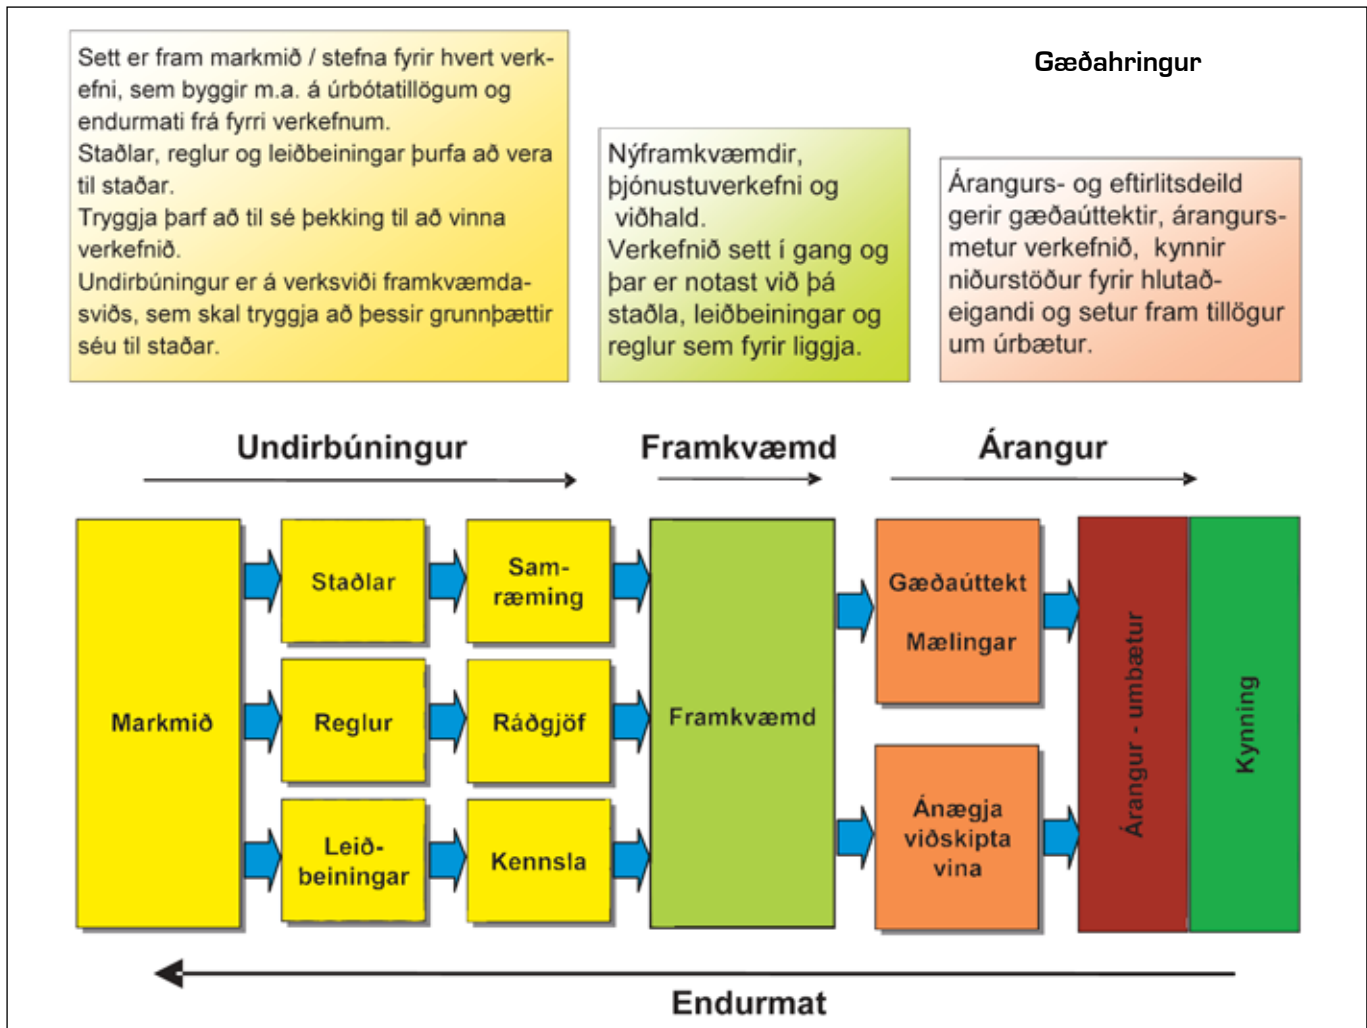 Gæðahringur
Sett er fram markmið / stefna fyrir hvert verk-
efni, sem byggir m.a. á úrbótatillögum og
endurmati frá fyrri verkefnum.
Staðlar, reglur og leiðbeiningar þurfa að vera
til staðar.
Tryggja þarf að til sé þekking til að vinna
verkefnið.
Undirbúningur er á verksviði framkvæmda-
sviðs, sem skal tryggja að þessir grunnþættir
séu til staðar.
Nýframkvæmdir,
þjónustuverkefni og
viðhald.
Verkefnið sett í gang og
þar er notast við þá
staðla, leiðbeiningar og
reglur sem fyrir liggja.
Árangurs- og eftirlitsdeild
gerir gæðaúttektir, árangurs-
metur verkefnið, kynnir
niðurstöður fyrir hlutað-
eigandi og setur fram tillögur
um úrbætur.
Undirbúningur
Framkvæmd
Árangur
Markmið
Staðlar
Sam-
ræming
Reglur
Ráðgjöf
Leið-
beiningar
Kennsla
Framkvæmd
Gæðaúttekt
Mælingar
Ánægja
viðskipta
vina
Árangur - umbætur
Kynning
Endurmat